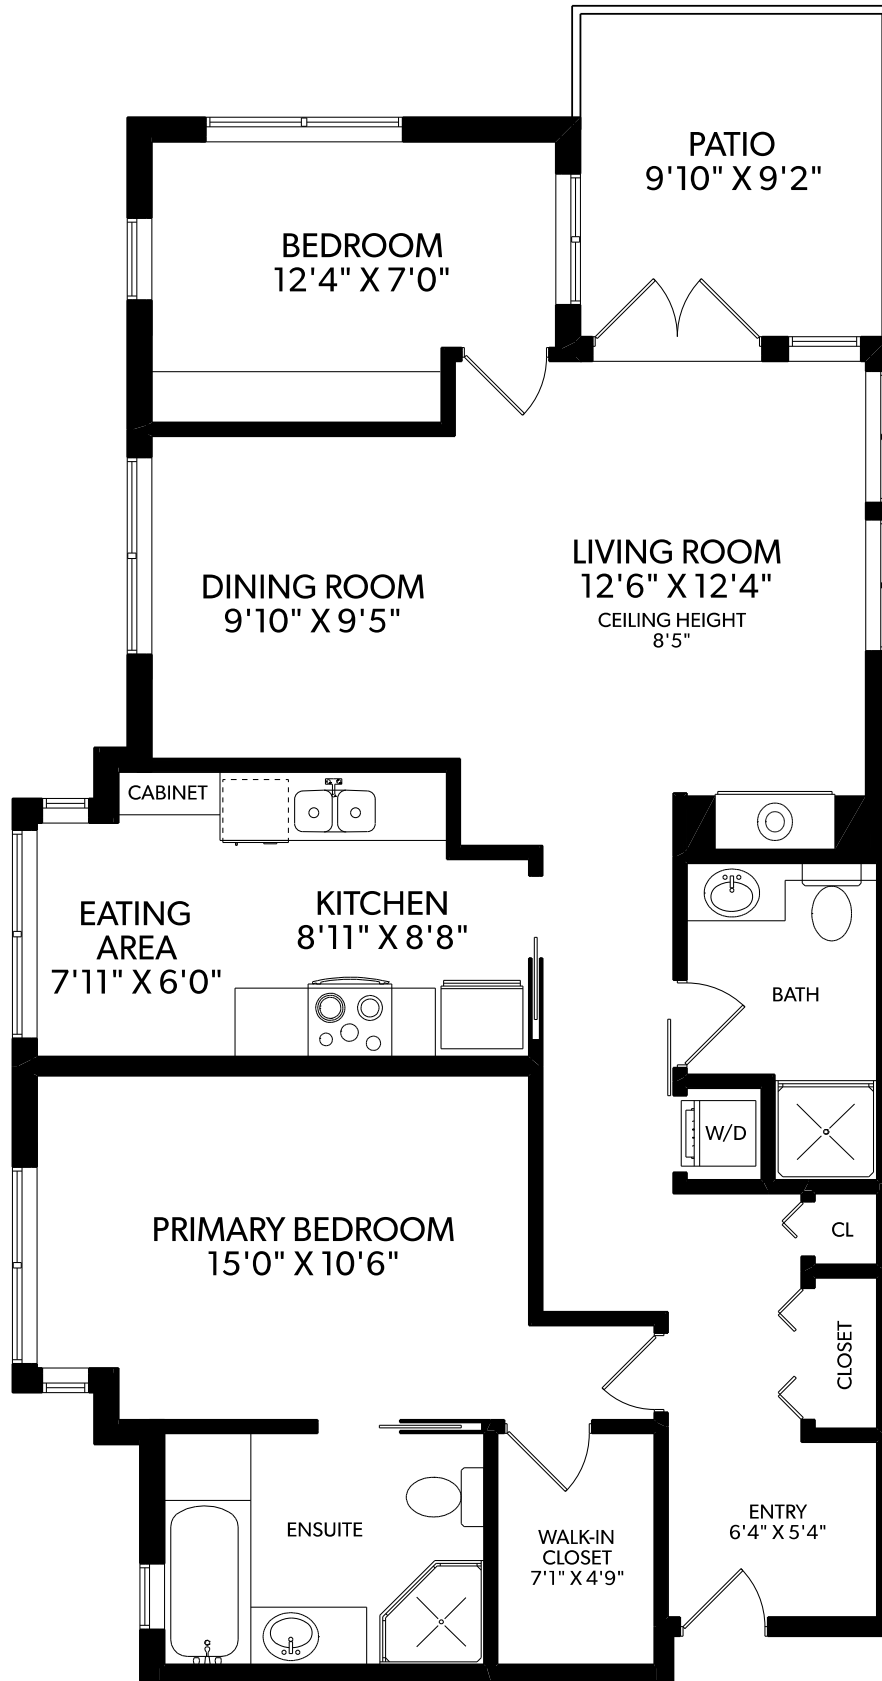 PATIO
9'10" X 9'2"
BEDROOM
12'4" X 7'0"
LIVING ROOM
12'6" X 12'4"
CEILING HEIGHT
8'5"
DINING ROOM
9'10" X 9'5"
CABINET
KITCHEN
8'11" X 8'8"
EATING
AREA
7'11" X 6'0"
BATH
W/D
PRIMARY BEDROOM
15'0" X 10'6"
CL
CLOSET
ENTRY
6'4" X 5'4"
ENSUITE
WALK-IN
CLOSET
7'1" X 4'9"